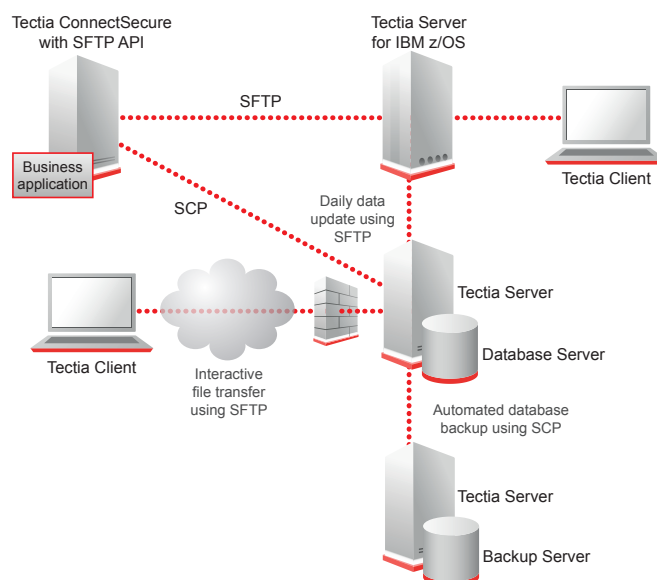 Tectia ConnectSecure
with SFTP API
Tectia Server
for IBM z/OS
SFTP
Business
application
Tectia Client
SCP
Daily data
update using
SFTP
Tectia Server
Tectia Client
Database Server
Interactive
file transfer
using SFTP
Automated database
backup using SCP
Tectia Server
Backup Server